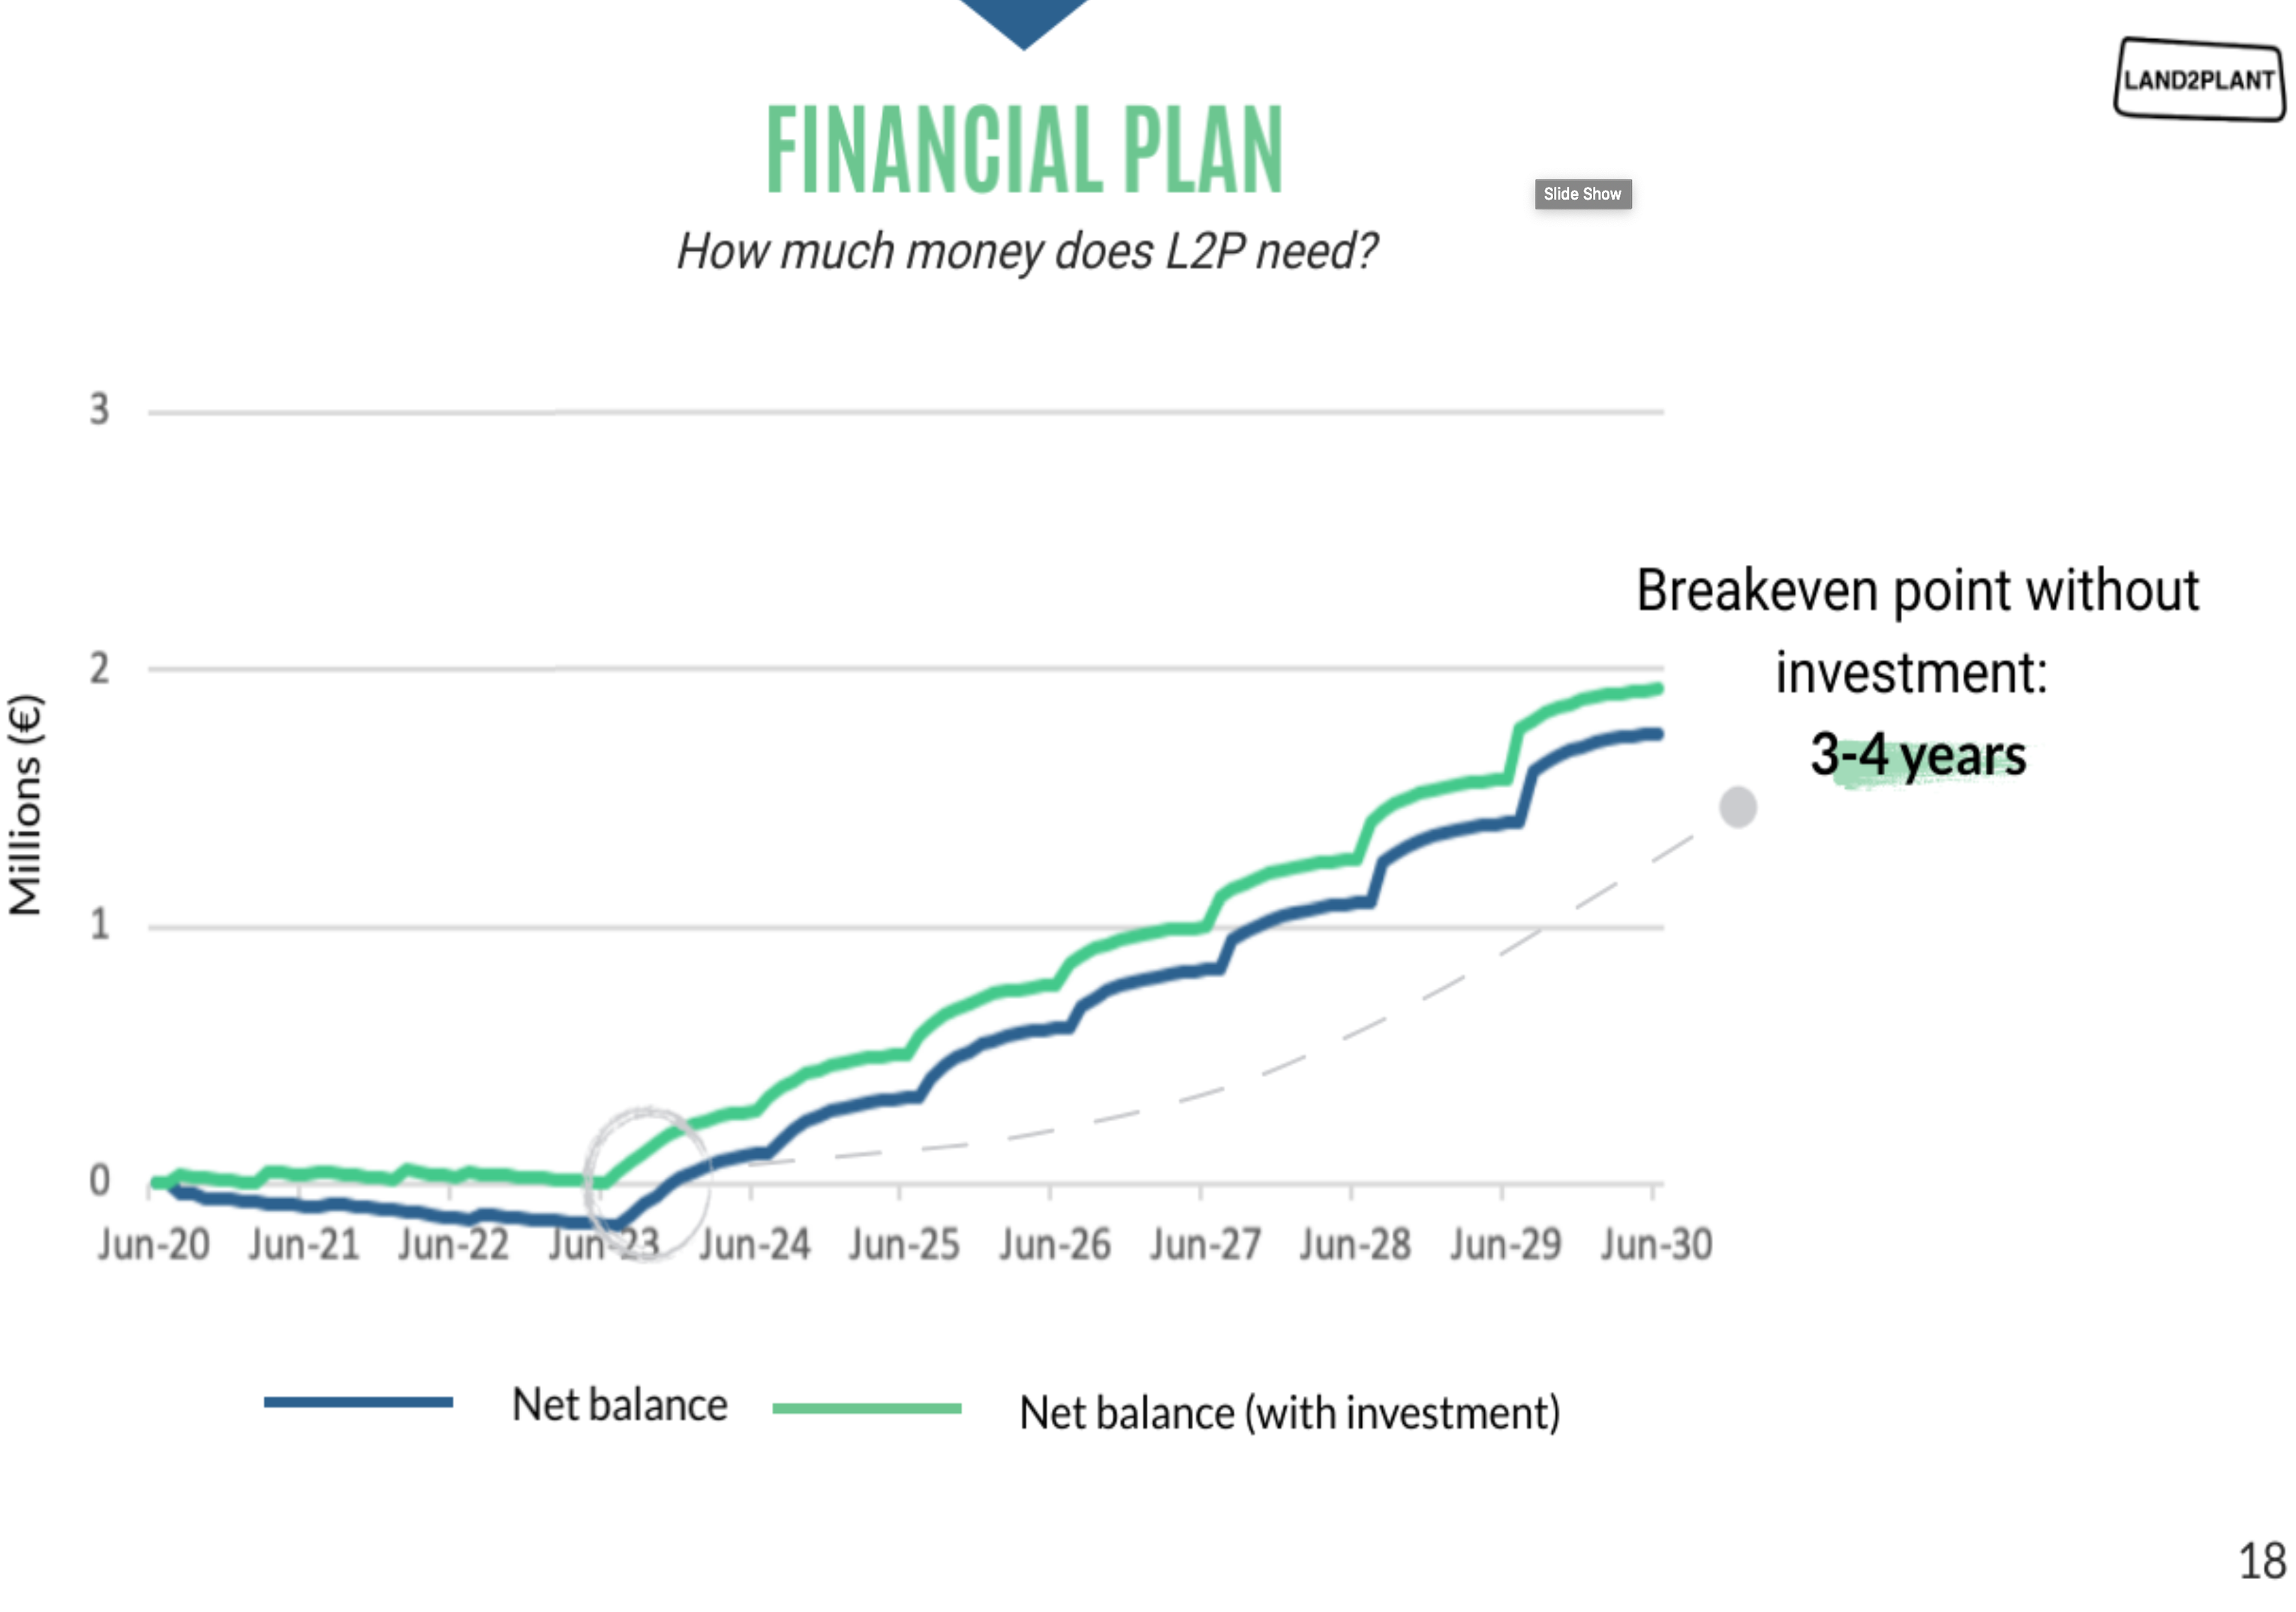 LAND2PLANT
FINANCIAL PLAN
Slide Show
How much money does L2P need?
3
2
1
0
Millions (€)
Breakeven point without
investment:
3-4 years
Jun-20 Jun-21 Jun-22 Jun-23 Jun-24 Jun-25 Jun-26 Jun-27 Jun-28 Jun-29 Jun-30
Net balance Net balance (with investment)
18